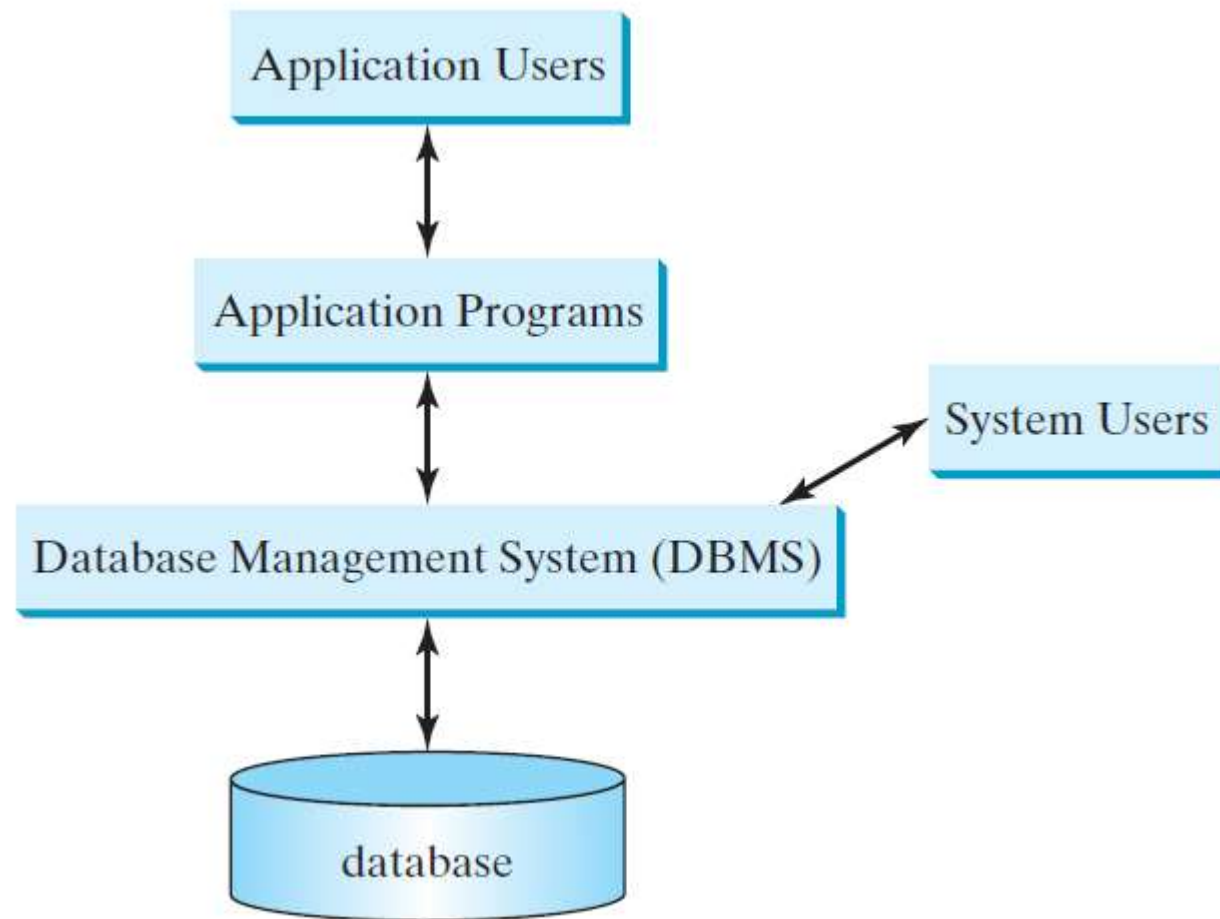 Application Users
Application Programs
System Users
Database Management System (DBMS)
database